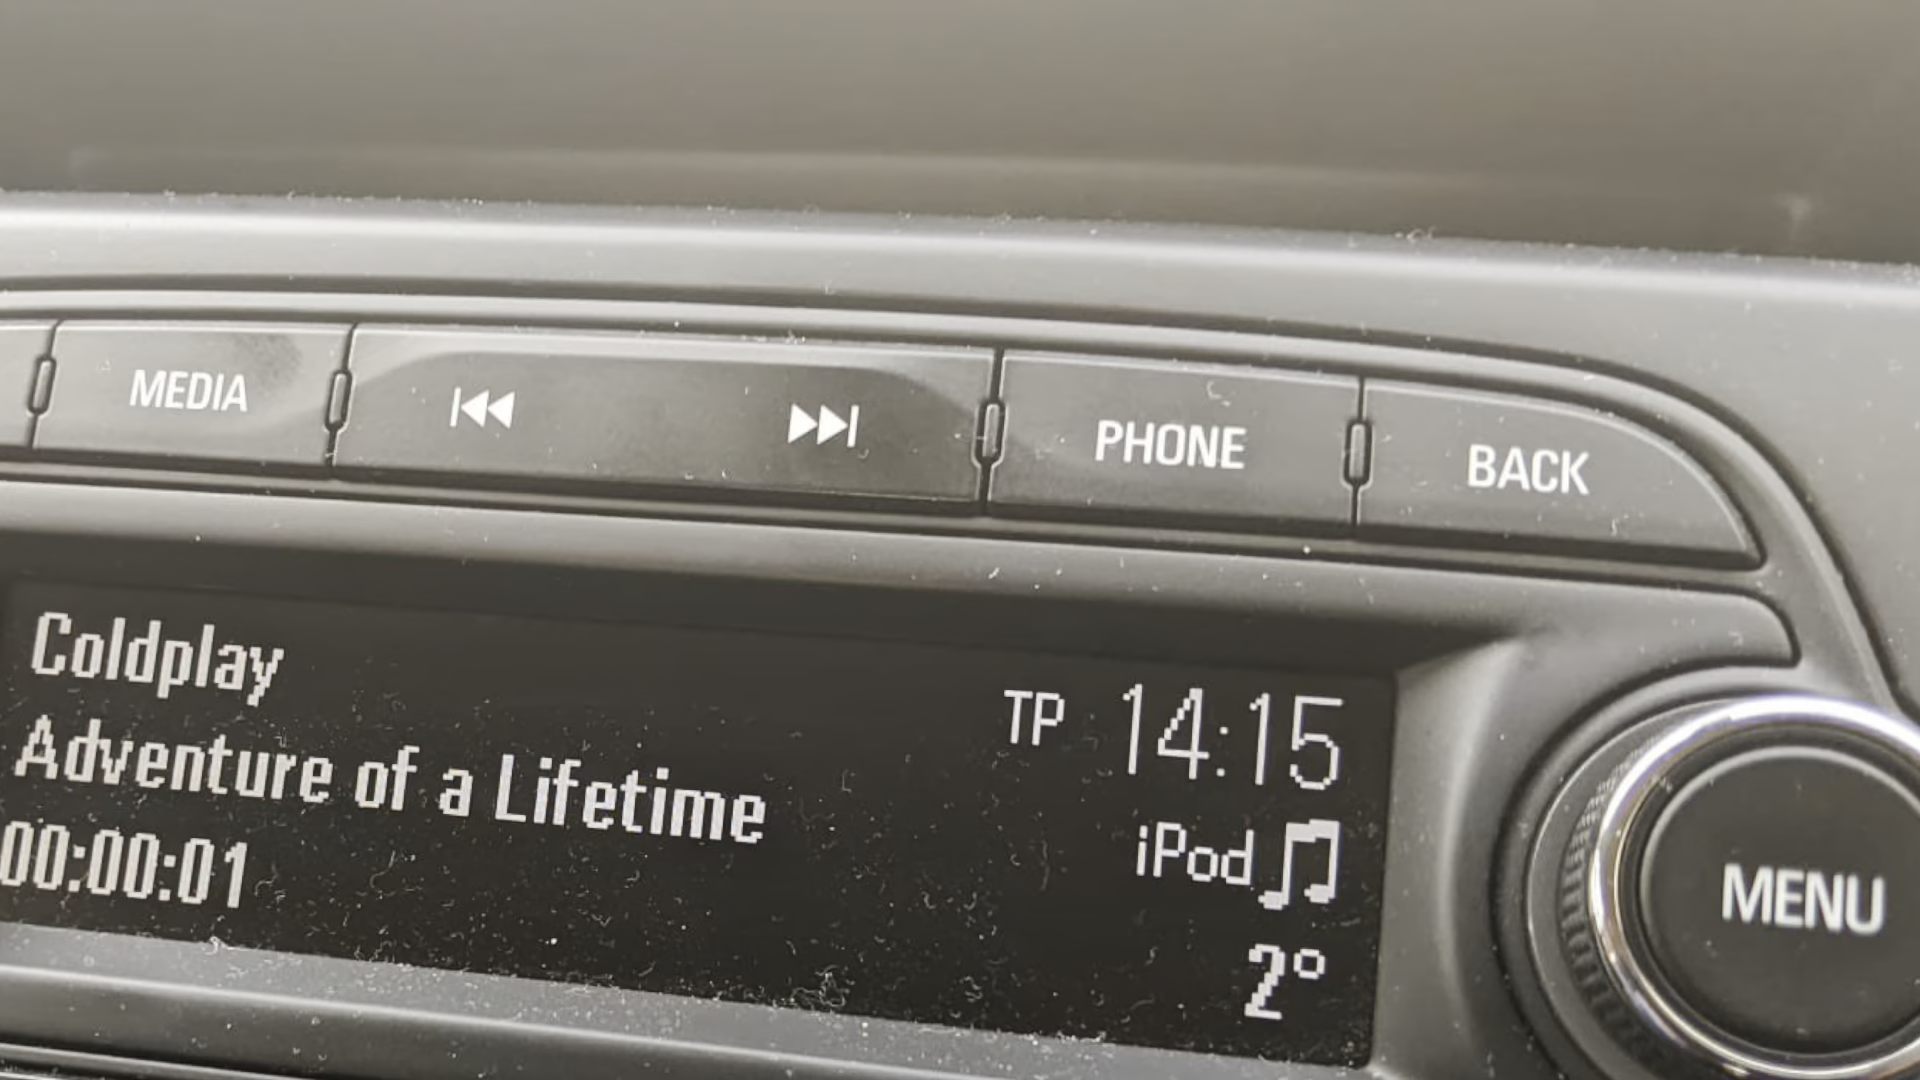 MEDIA
PHONE
BACK
Coldplay
TP 14:15
Adventure of a Lifetime
iPod
00:00:01
2°
MENU